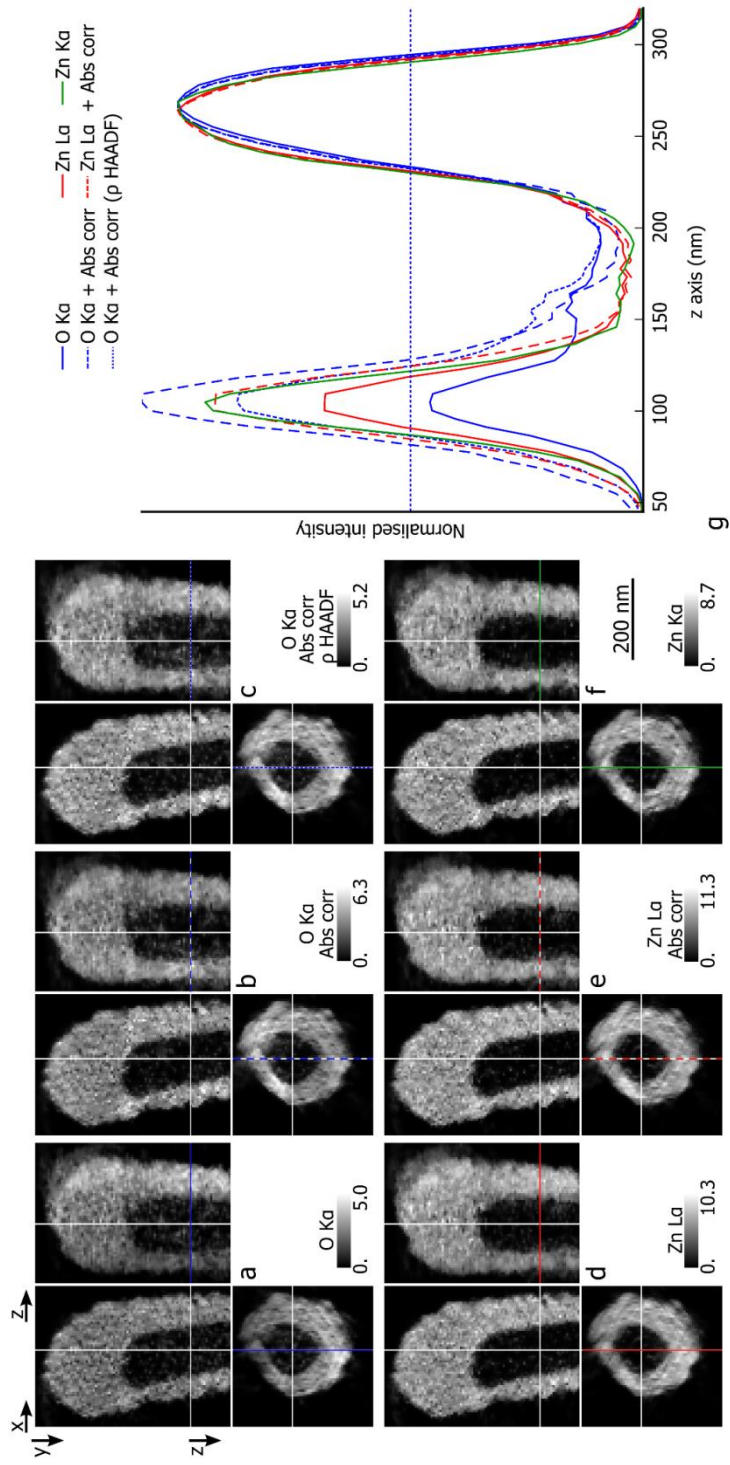 x z
y
z
a
O Kα
0. 5.0
b
O Kα
Abs corr
0. 6.3
c
O Kα
Abs corr
ρ HAADF
0. 5.2
d
Zn Lα
0. 10.3
e
Zn Lα
Abs corr
0. 11.3
f
200 nm
Zn Kα
0. 8.7
O Kα Zn Lα Zn Kα
O Kα + Abs corr Zn Lα + Abs corr
O Kα + Abs corr (ρ HAADF)
Normalised intensity
50 100 150 200 250 300
z axis (nm)
g